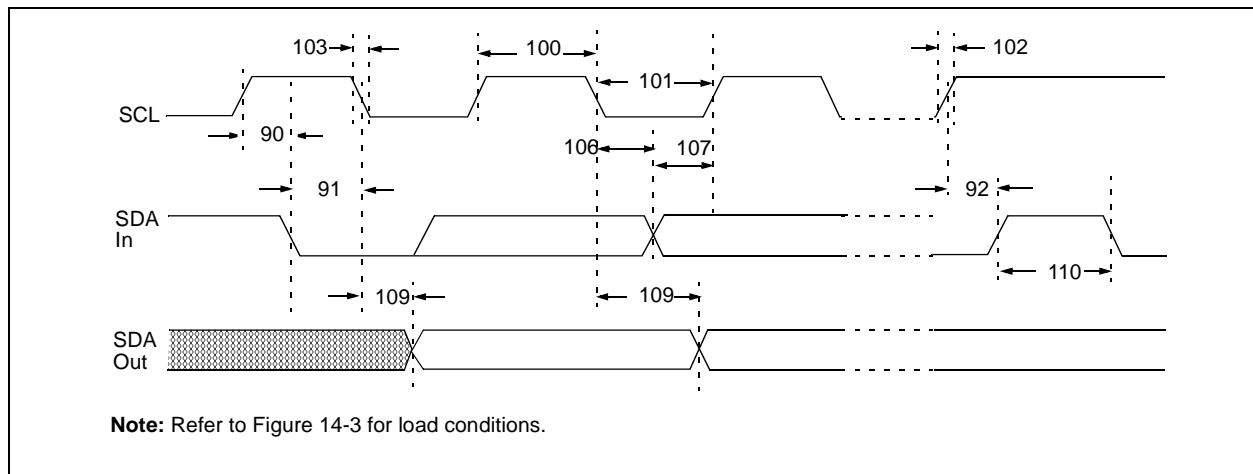 103
100
101
102
SCL
90
106
107
91
92
SDA
In
110
109
109
SDA
Out
Note: Refer to Figure 14-3 for load conditions.